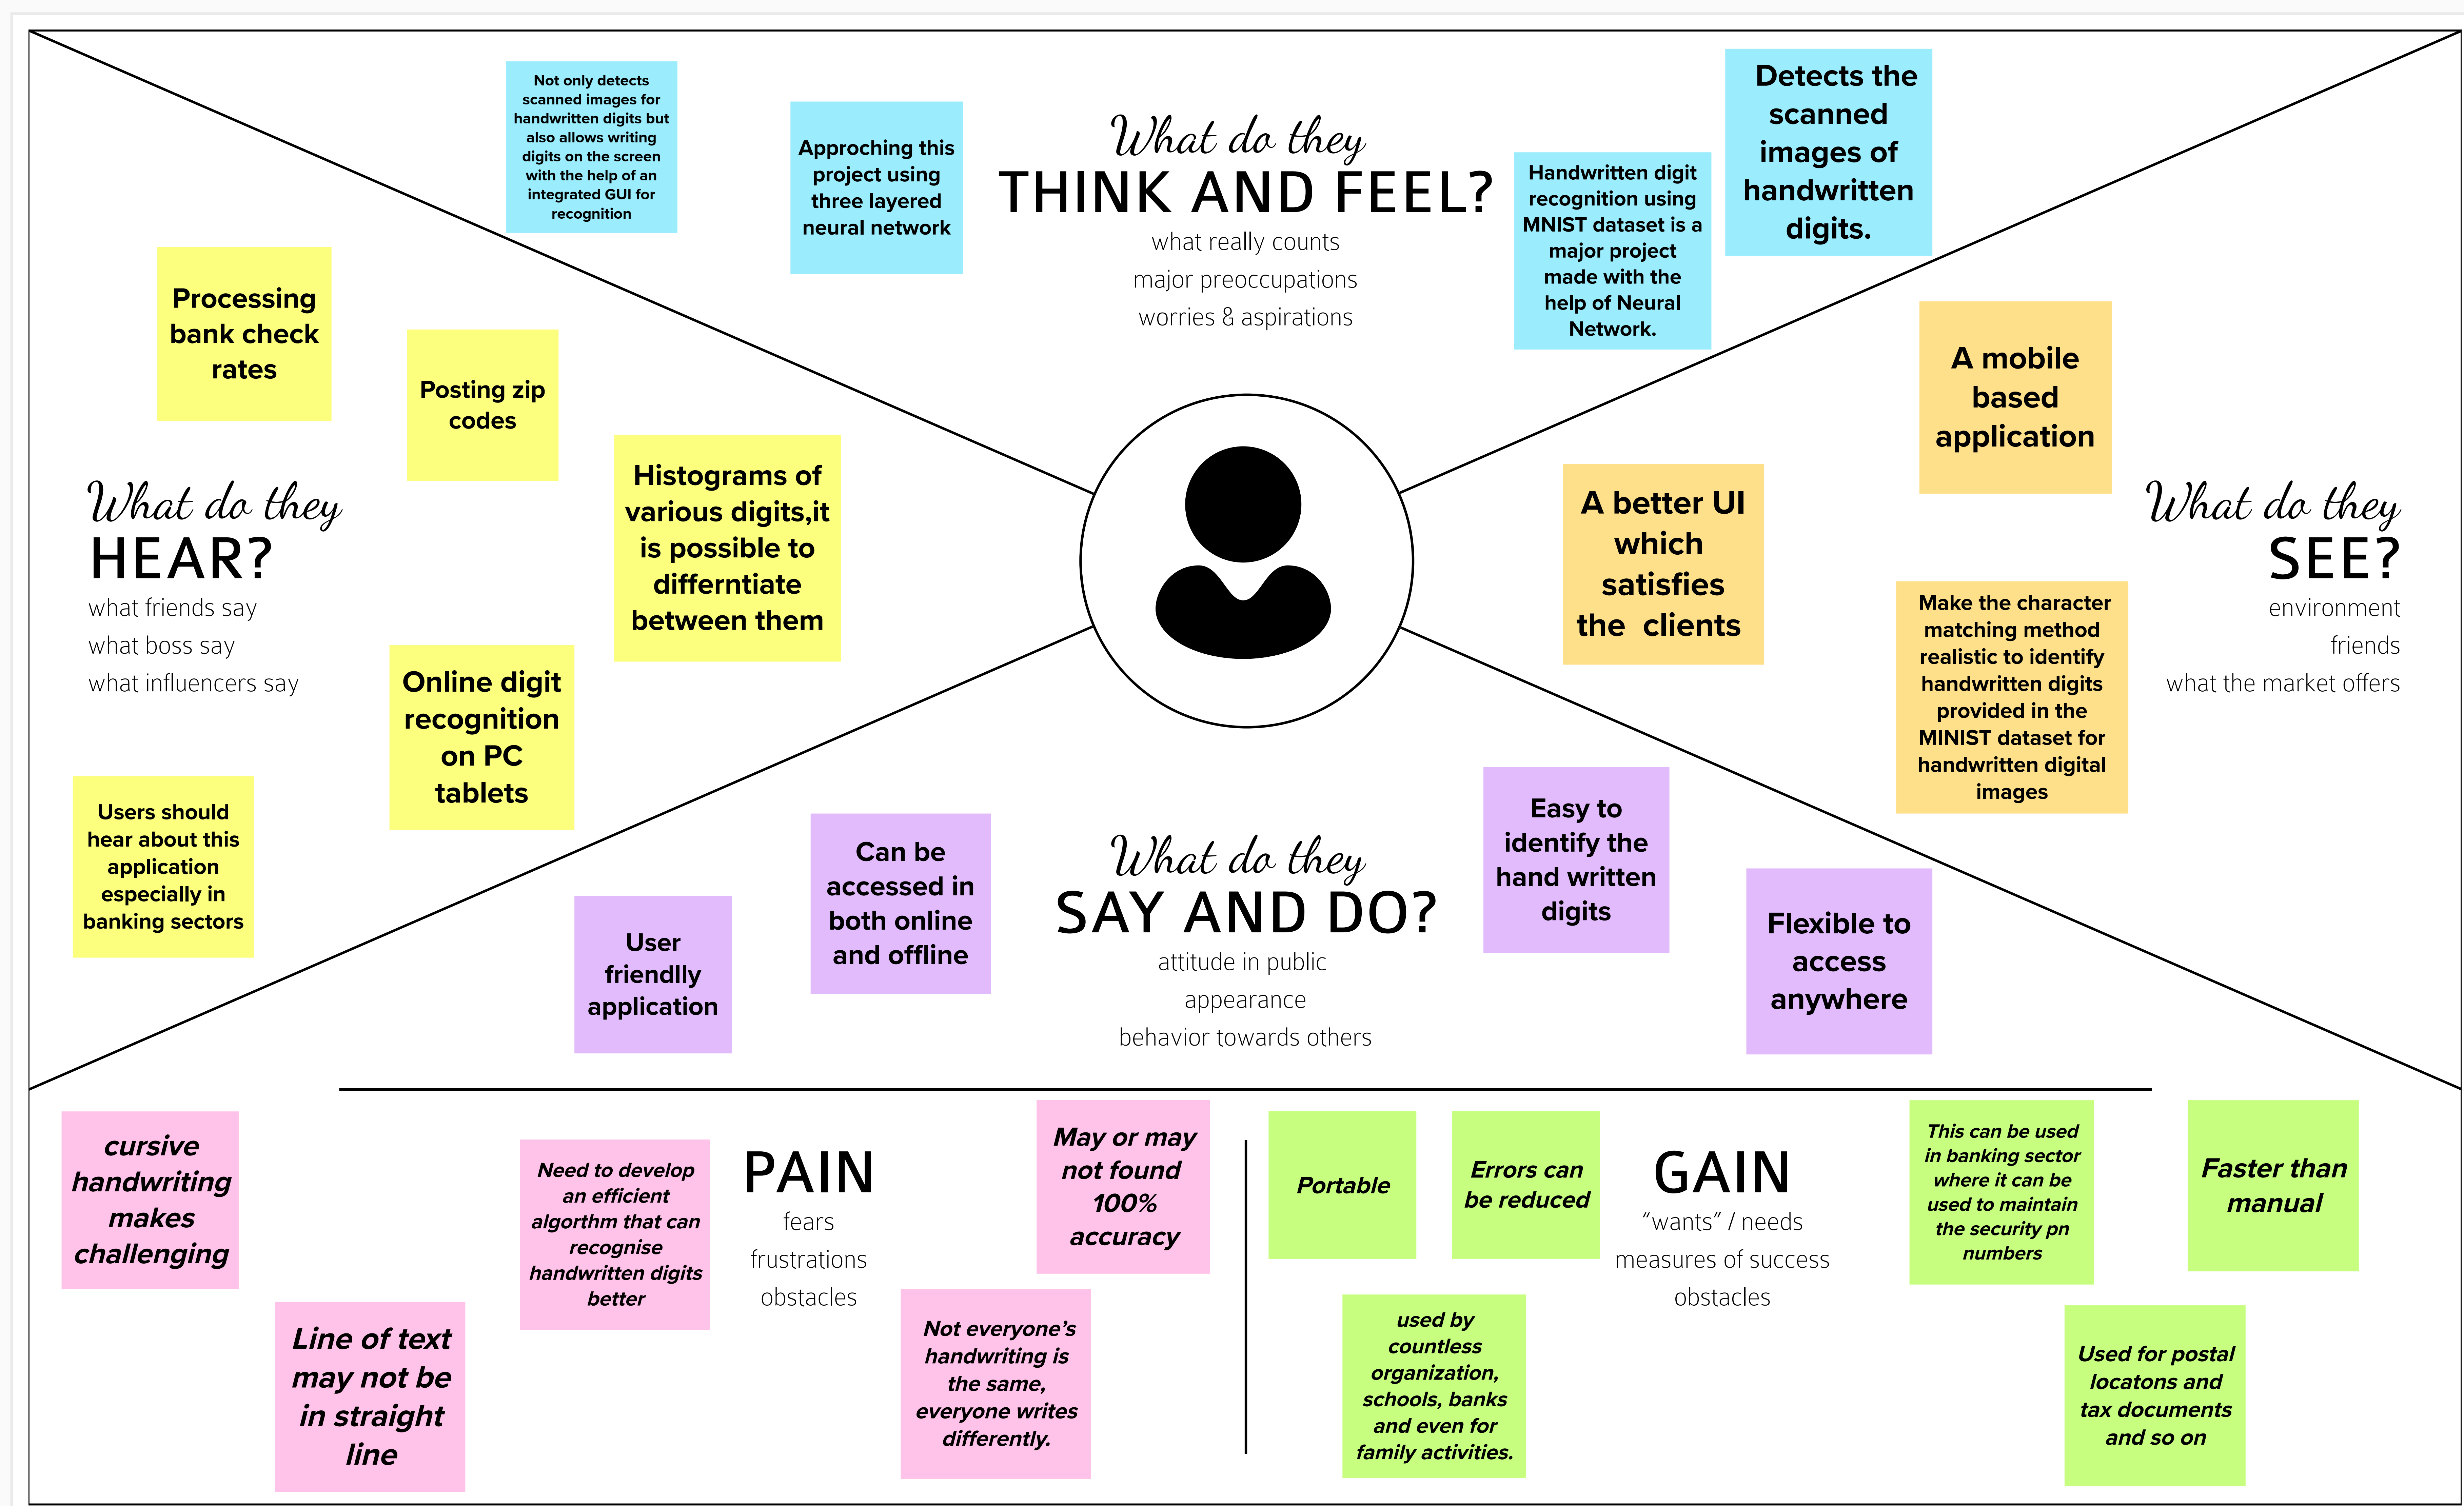 Not only detects
scanned images for
handwritten digits but
also allows writing
digits on the screen
with the help of an
integrated GUI for
recognition
Approching this
project using
three layered
neural network
What do they
THINK AND FEEL?
what really counts
major preoccupations
worries & aspirations
Handwritten digit
recognition using
MNIST dataset is a
major project
made with the
help of Neural
Network.
Detects the
scanned
images of
handwritten
digits.
Processing
bank check
rates
Posting zip
codes
Histograms of
various digits,it
is possible to
differntiate
between them
What do they
HEAR?
what friends say
what boss say
what influencers say
Online digit
recognition
on PC
tablets
Users should
hear about this
application
especially in
banking sectors
A mobile
based
application
A better UI
which
satisfies
the clients
What do they
SEE?
environment
friends
what the market offers
Make the character
matching method
realistic to identify
handwritten digits
provided in the
MINIST dataset for
handwritten digital
images
User
friendlly
application
Can be
accessed in
both online
and offline
What do they
SAY AND DO?
attitude in public
appearance
behavior towards others
Easy to
identify the
hand written
digits
Flexible to
access
anywhere
cursive
handwriting
makes
challenging
Line of text
may not be
in straight
line
Need to develop
an efficient
algorthm that can
recognise
handwritten digits
better
PAIN
fears
frustrations
obstacles
May or may
not found
100%
accuracy
Not everyone's
handwriting is
the same,
everyone writes
differently.
Portable
Errors can
be reduced
used by
countless
organization,
schools, banks
and even for
family activities.
GAIN
“wants” / needs
measures of success
obstacles
This can be used
in banking sector
where it can be
used to maintain
the security pn
numbers
Faster than
manual
Used for postal
locatons and
tax documents
and so on